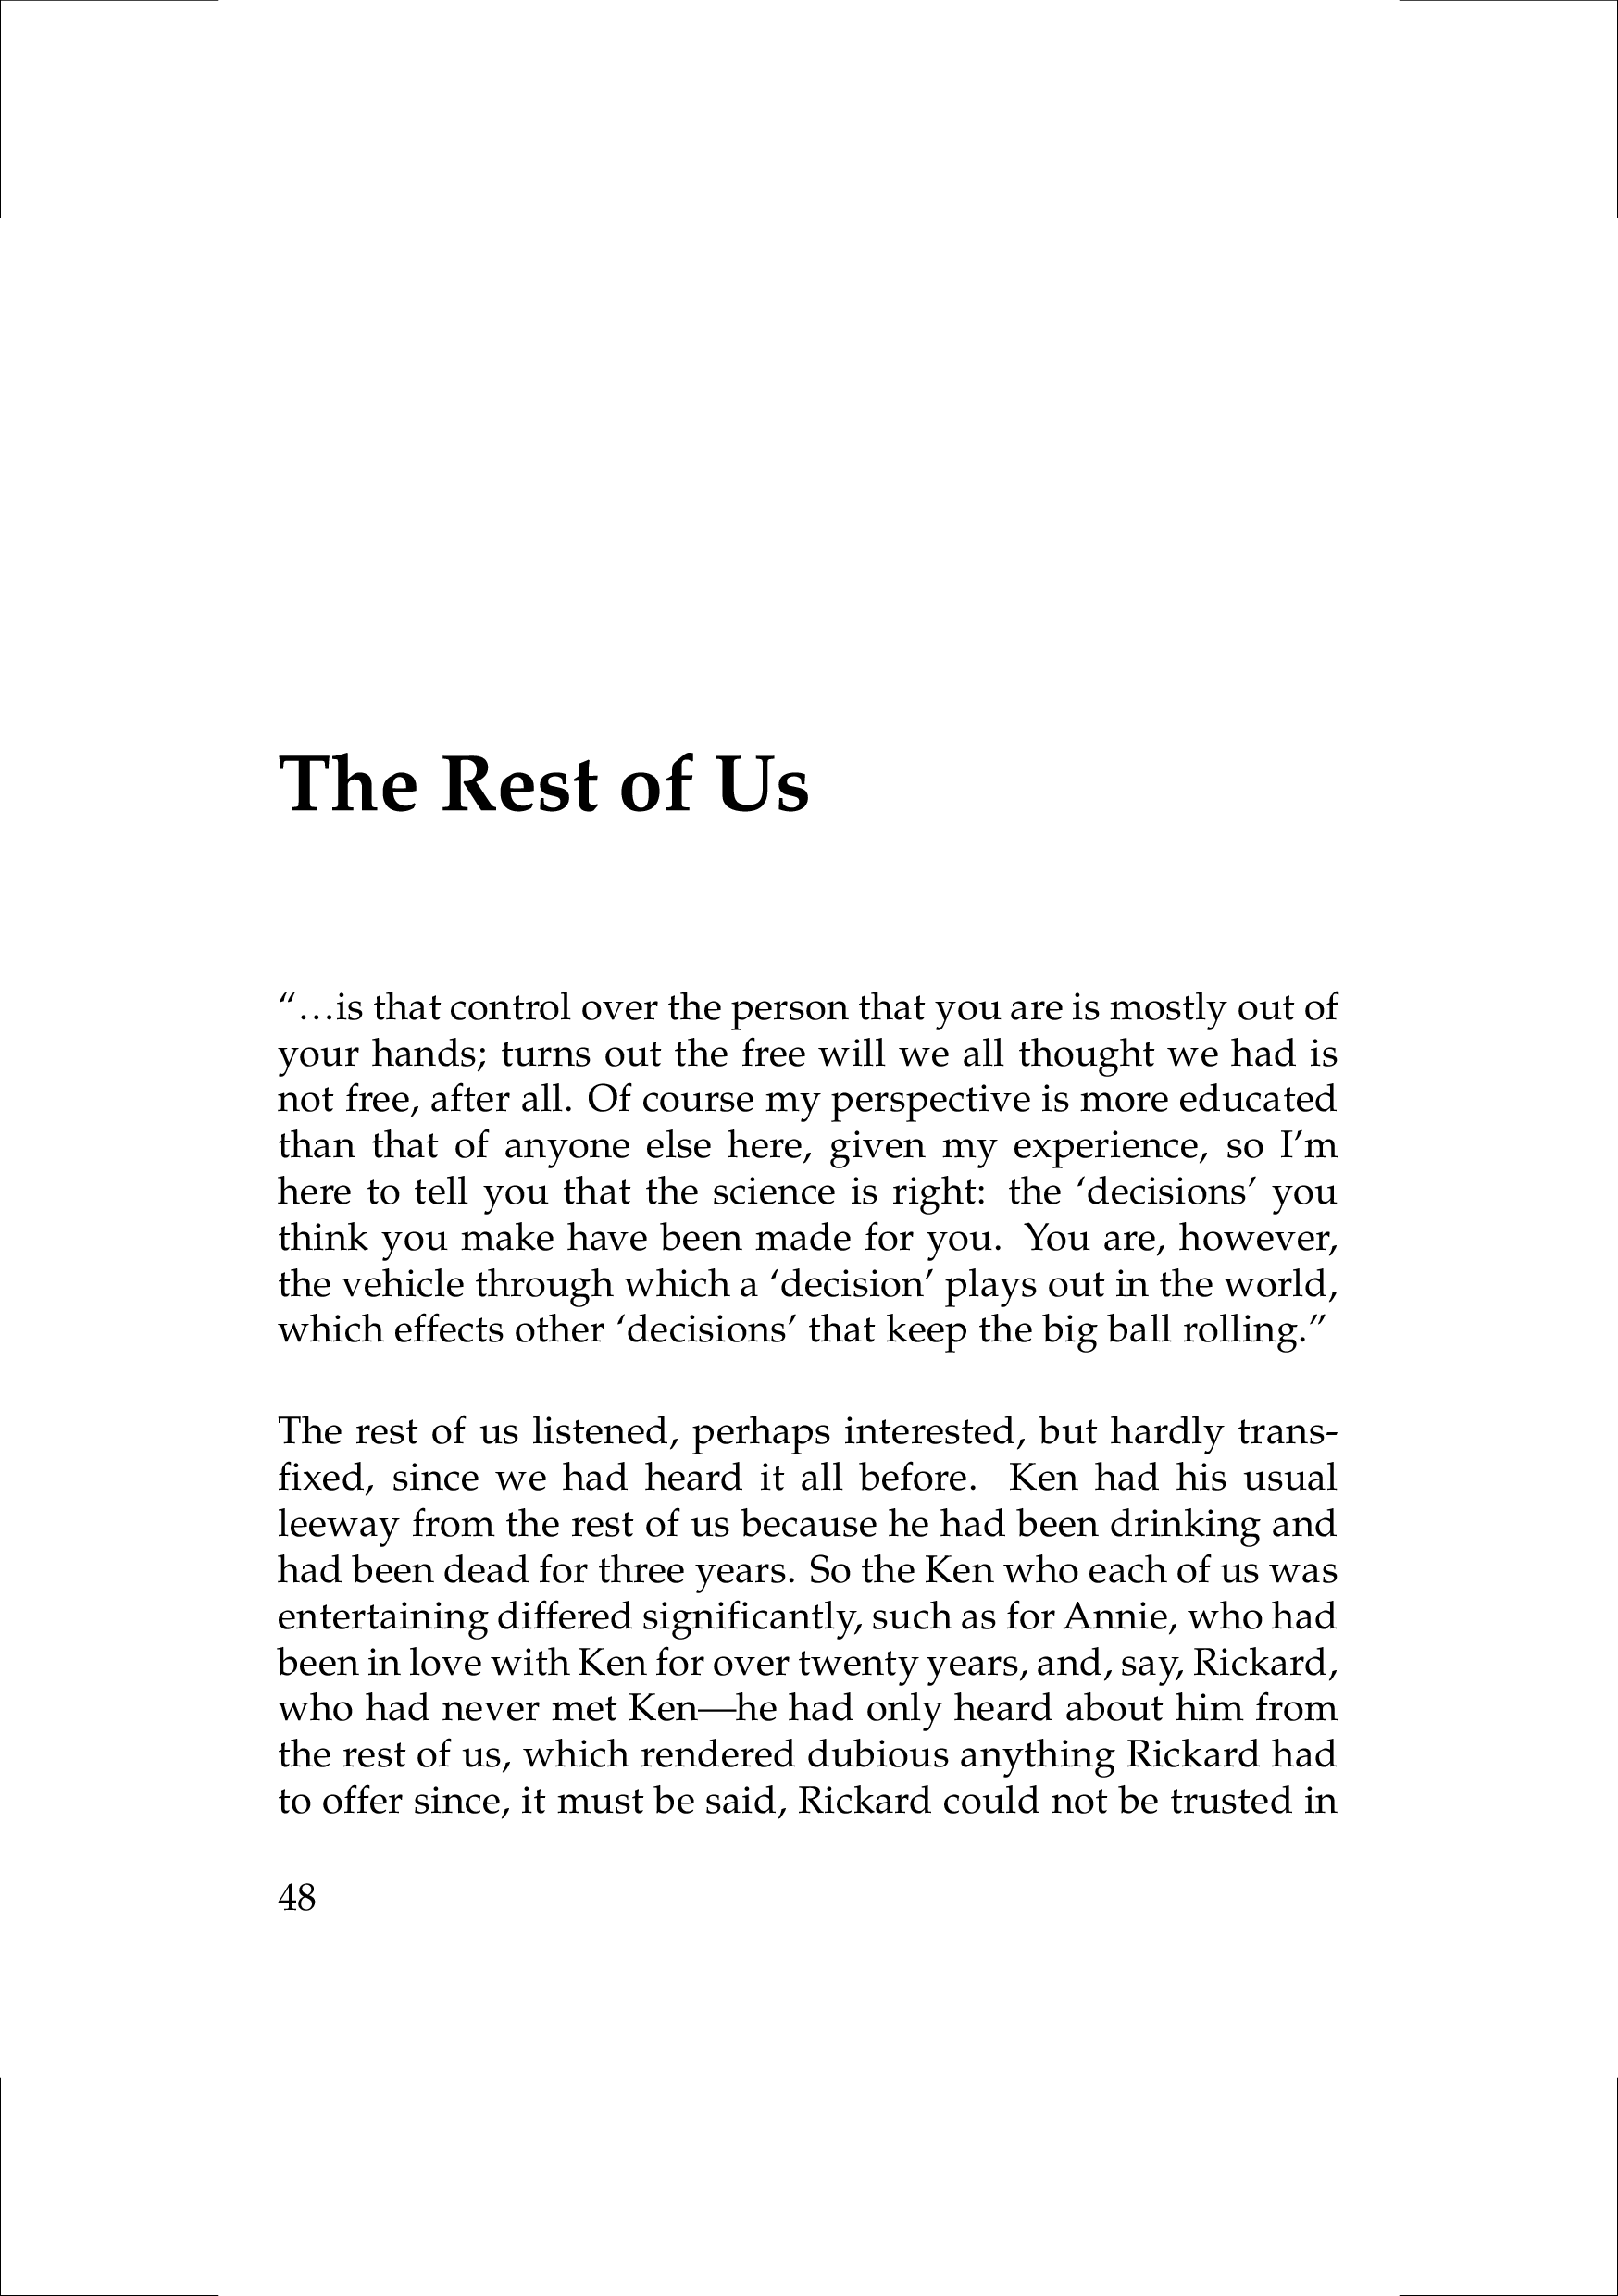 The Rest of Us
“…is that control over the person that you are is mostly out of
your hands; turns out the free will we all thought we had is
not free, after all. Of course my perspective is more educated
than that of anyone else here, given my experience, so I’m
here to tell you that the science is right: the ‘decisions’ you
think you make have been made for you. You are, however,
the vehicle through which a ‘decision’ plays out in the world,
which effects other ‘decisions’ that keep the big ball rolling.”
The rest of us listened, perhaps interested, but hardly trans-
fixed, since we had heard it all before. Ken had his usual
leeway from the rest of us because he had been drinking and
had been dead for three years. So the Ken who each of us was
entertaining differed significantly, such as for Annie, who had
been in love with Ken for over twenty years, and, say, Rickard,
who had never met Ken—he had only heard about him from
the rest of us, which rendered dubious anything Rickard had
to offer since, it must be said, Rickard could not be trusted in
48